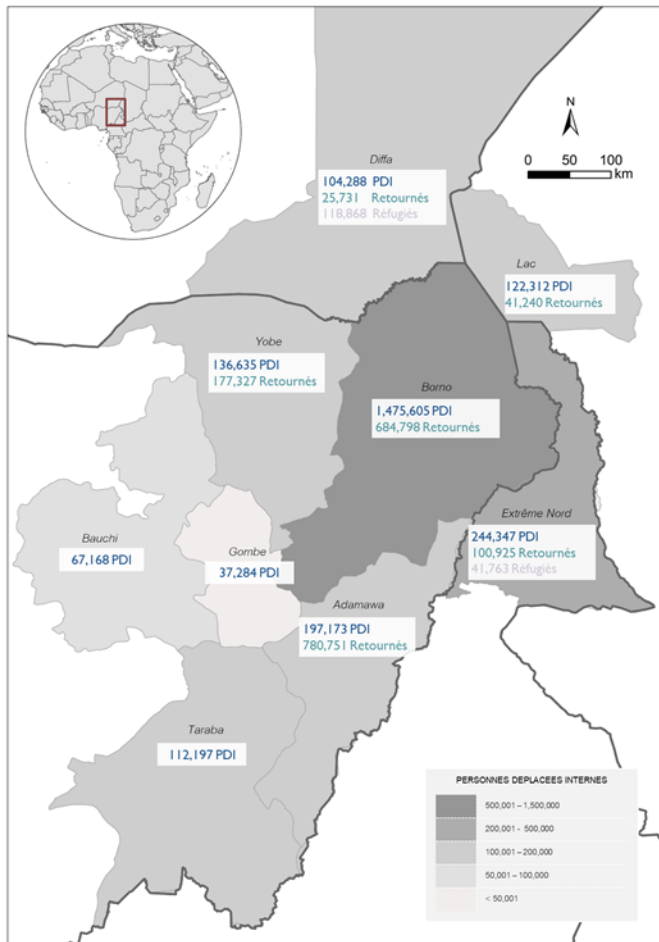 N
0 50 100
km
Diffa
104,288 PDI
25,731 Retournés
118,868 Réfugiés
Lac
122,312 PDI
41,240 Retournés
Yobe
136,635 PDI
177,327 Retournés
Borno
1,475,605 PDI
684,798 Retournés
Extrême Nord
244,347 PDI
100,925 Retournés
41,763 Réfugiés
Bauchi
67,168 PDI
Gombe
37,284 PDI
Adamawa
197,173 PDI
780,751 Retournés
Taraba
112,197 PDI
PERSONNES DEPLACEES INTERNES
500,001 – 1,500,000
200,001 - 500,000
100,001 – 200,000
50,001 – 100,000
< 50,001